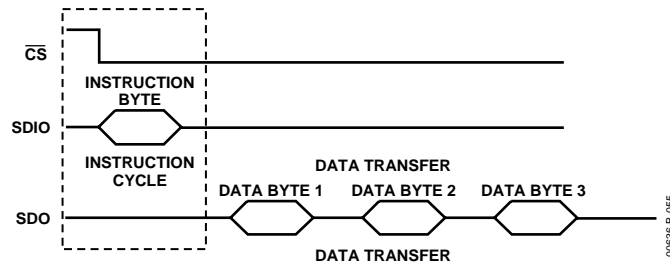 CS
INSTRUCTION
BYTE
SDIO
INSTRUCTION
CYCLE
DATA TRANSFER
DATA BYTE 1 DATA BYTE 2 DATA BYTE 3
SDO
DATA TRANSFER